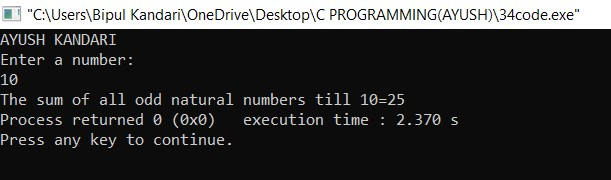 "C:\Users\Bipul Kandari\OneDrive\Desktop\C PROGRAMMING(AYUSH)\34code.exe"
AYUSH KANDARI
Enter a number:
10
The sum of all odd natural numbers till 10=25
Process returned 0 (0x0)   execution time : 2.370 s
Press any key to continue.